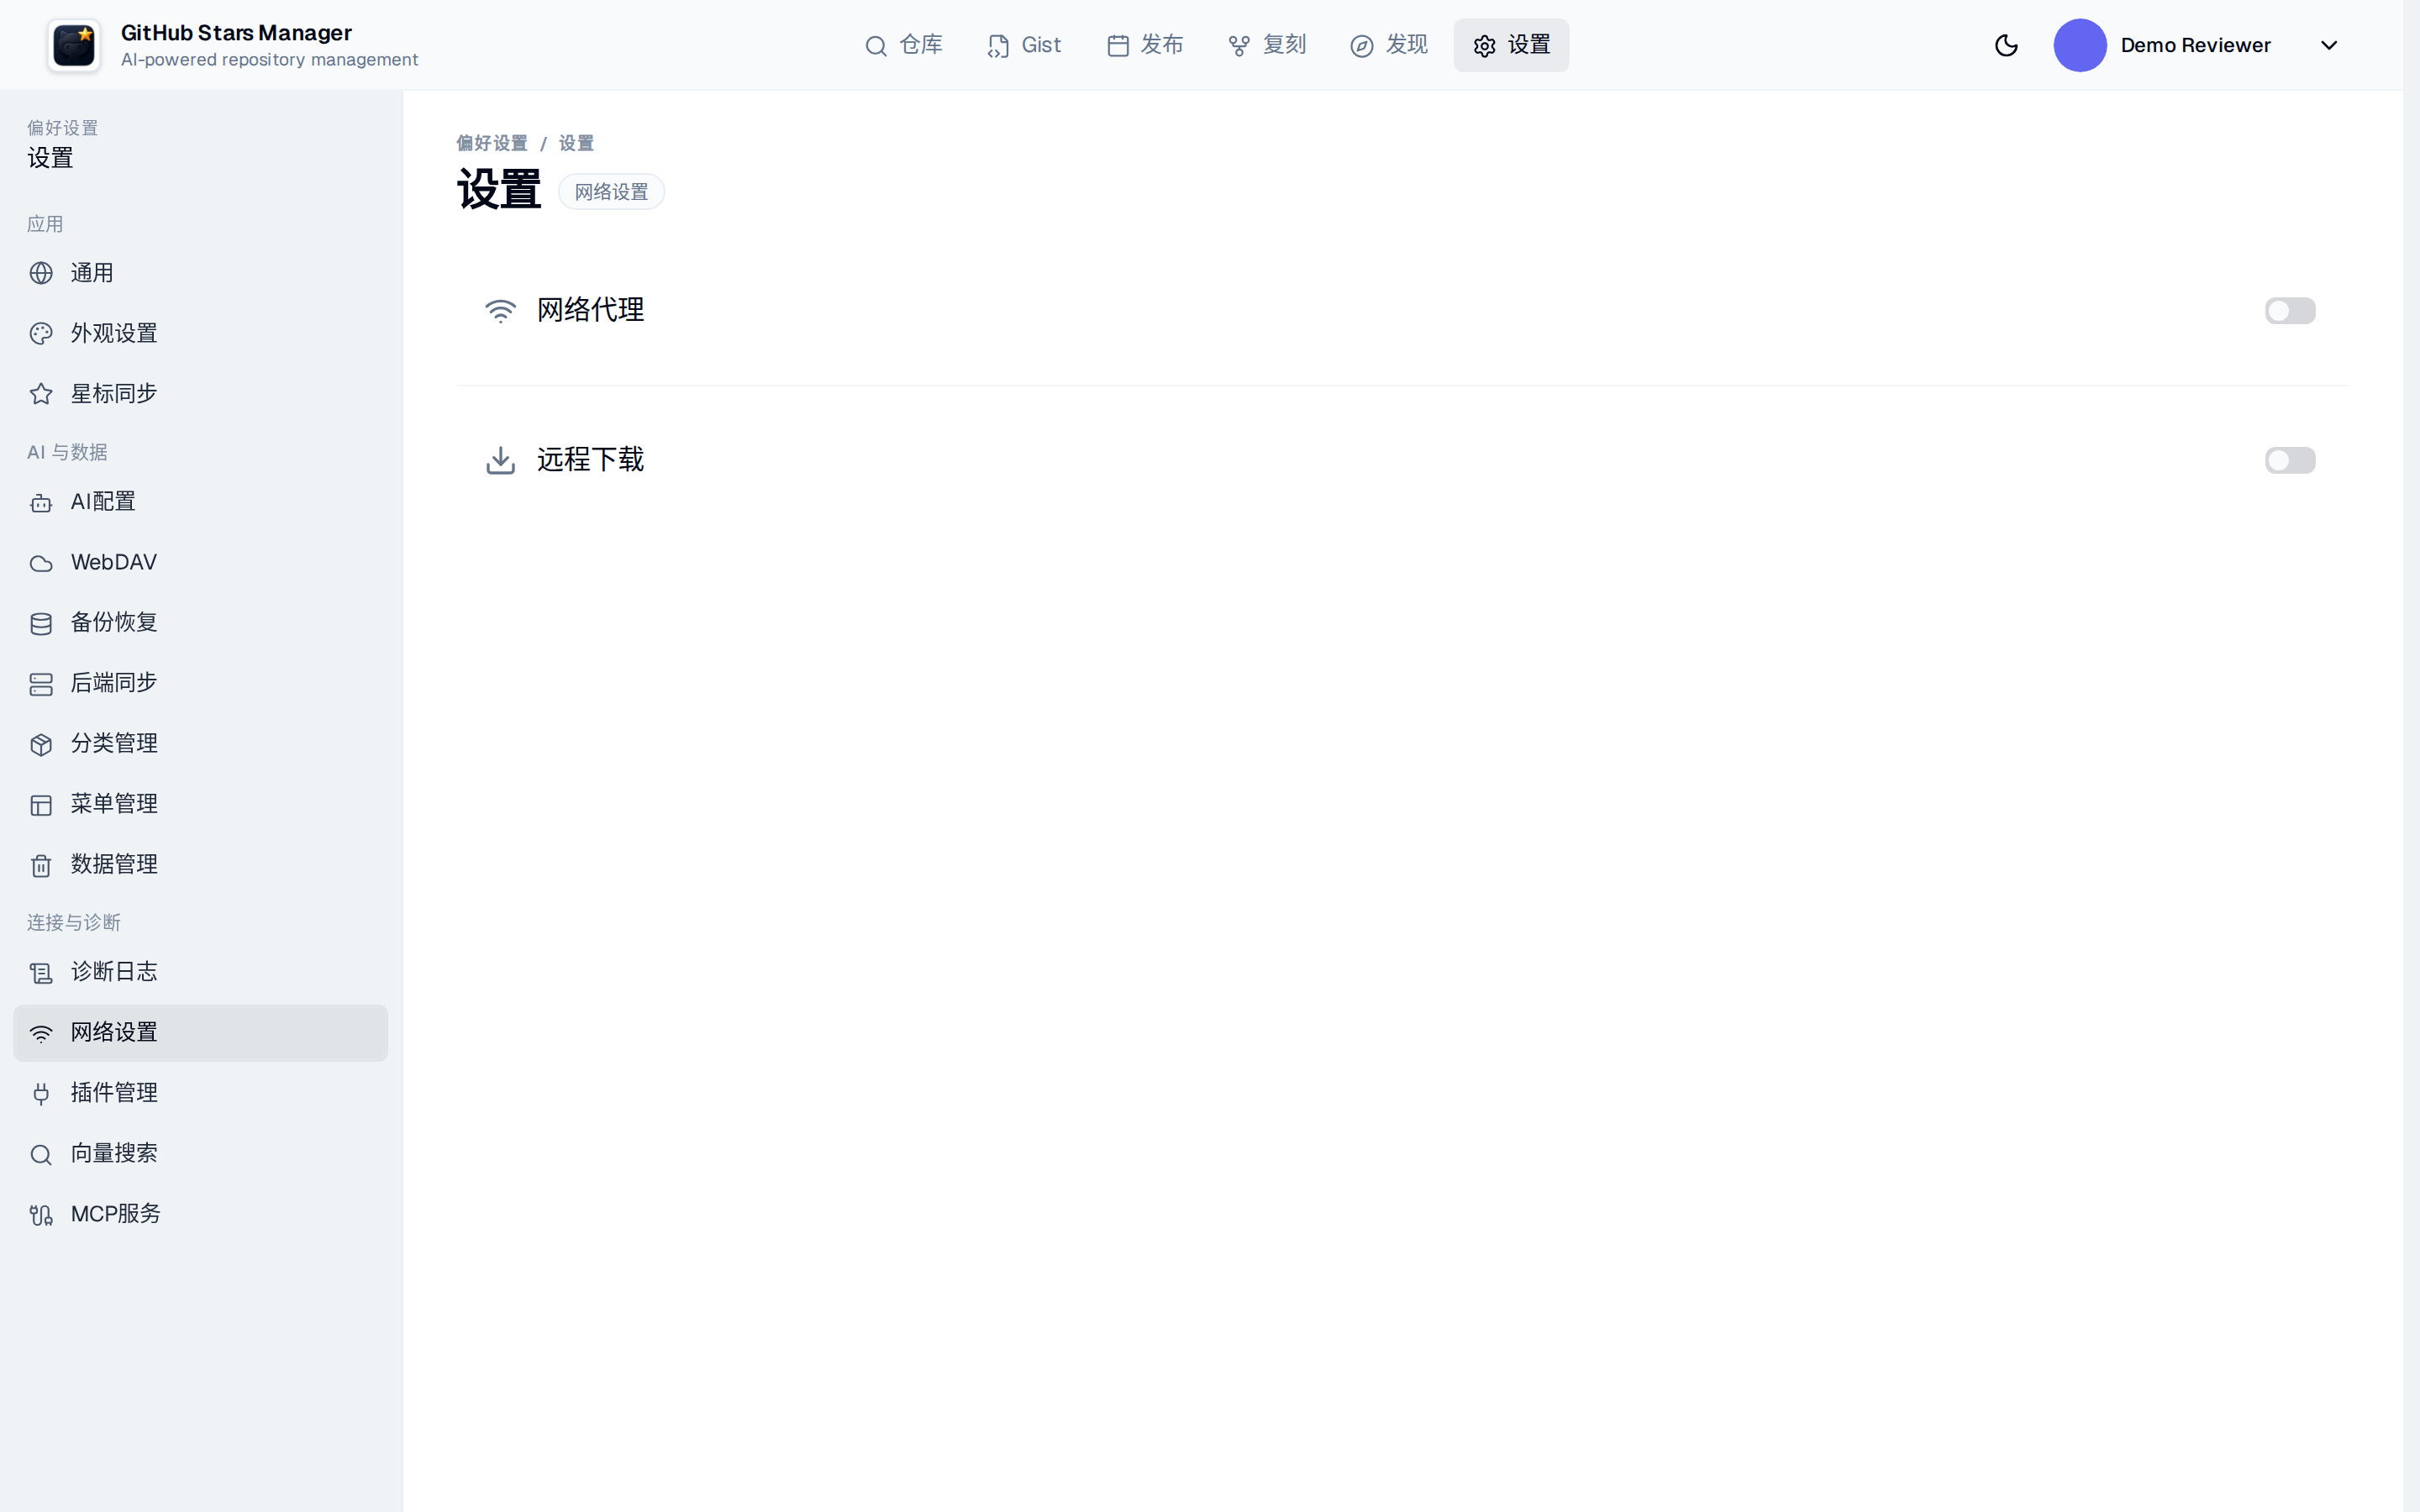 GitHub Stars Manager
AI-powered repository management
仓库
Gist
发布
复刻
发现
设置
Demo Reviewer
偏好设置
设置
应用
通用
外观设置
星标同步
AI 与数据
AI配置
WebDAV
备份恢复
后端同步
分类管理
菜单管理
数据管理
连接与诊断
诊断日志
网络设置
插件管理
向量搜索
MCP服务
偏好设置 / 设置
设置
网络设置
网络代理
远程下载